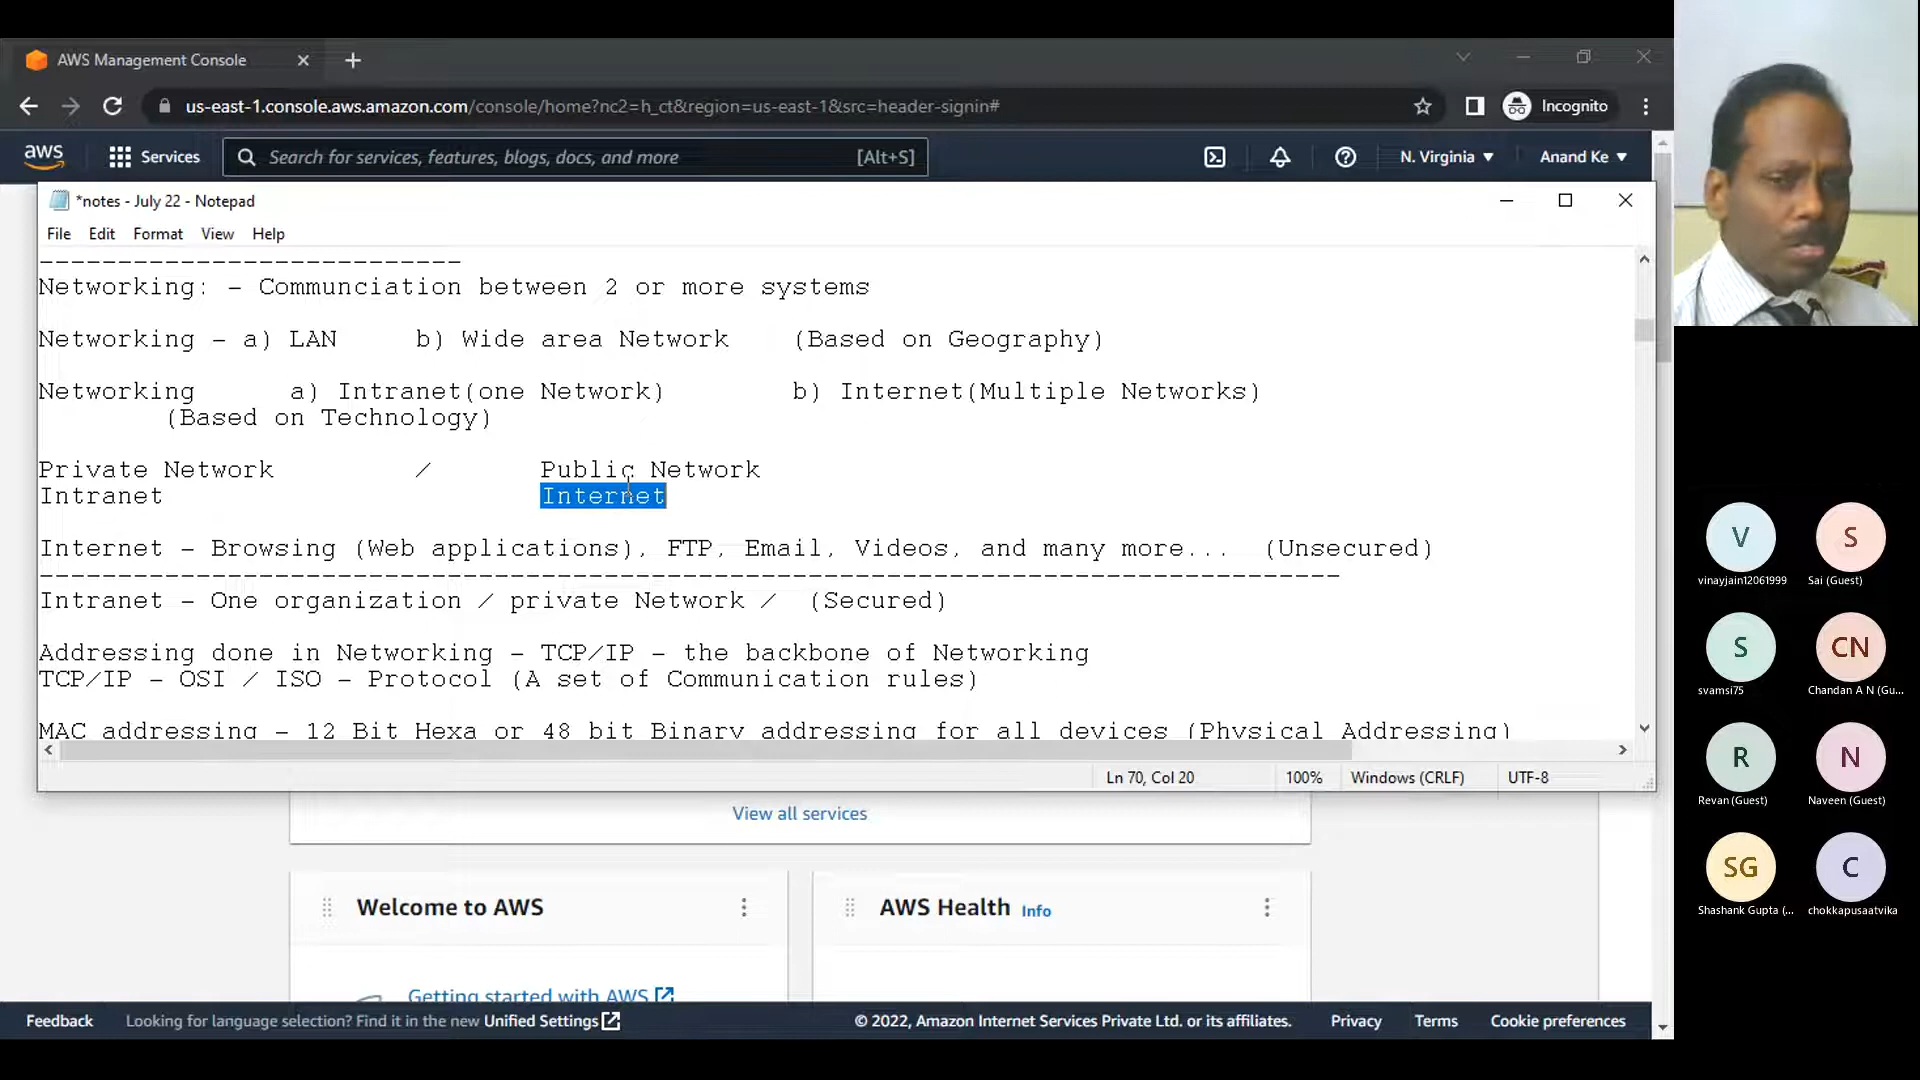 AWS Management Console
us-east-1.console.aws.amazon.com/console/home?nc2=h_ct&region=us-east-1&src=header-signin#
Incognito
aws
Services
Search for services, features, blogs, docs, and more [Alt+S]
N. Virginia
Anand Ke
*notes - July 22 - Notepad
File Edit Format View Help
---------------------------
Networking: - Communciation between 2 or more systems
Networking - a) LAN b) Wide area Network (Based on Geography)
Networking a) Intranet(one Network) b) Internet(Multiple Networks)
(Based on Technology)
Private Network / Public Network
Intranet Internet
Internet - Browsing (Web applications), FTP, Email, Videos, and many more... (Unsecured)
-----------------------------------------------------------------------------------
Intranet - One organization / private Network / (Secured)
Addressing done in Networking - TCP/IP - the backbone of Networking
TCP/IP - OSI / ISO - Protocol (A set of Communication rules)
MAC addressing - 12 Bit Hexa or 48 bit Binary addressing for all devices (Physical Addressing)
Ln 70, Col 20 100% Windows (CRLF) UTF-8
View all services
Welcome to AWS
AWS Health Info
Getting started with AWS
Feedback Looking for language selection? Find it in the new Unified Settings © 2022, Amazon Internet Services Private Ltd. or its affiliates. Privacy Terms Cookie preferences
V S
vinayjain12061999 Sai (Guest)
S CN
svamsi75 Chandan A N (Gu...
R N
Revan (Guest) Naveen (Guest)
SG C
Shashank Gupta (... chokkapusaatvika